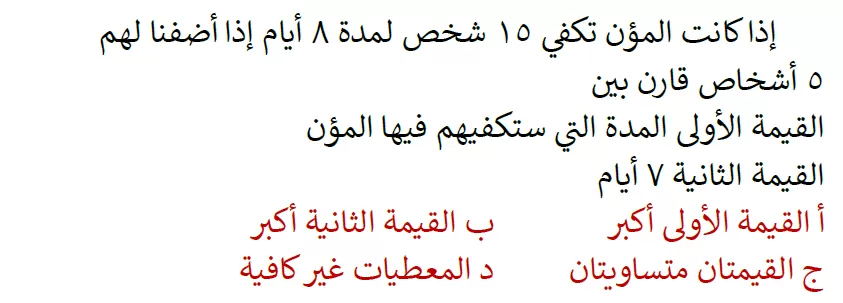 إذا كانت المؤن تكفي ١٥ شخص لمدة ٨ أيام إذا أضفنا لهم
٥ أشخاص قارن بين
القيمة الأولى المدة التي ستكفيهم فيها المؤن
القيمة الثانية ٧ أيام
أ القيمة الأولى أكبر ب القيمة الثانية أكبر
ج القيمتان متساويتان د المعطيات غير كافية